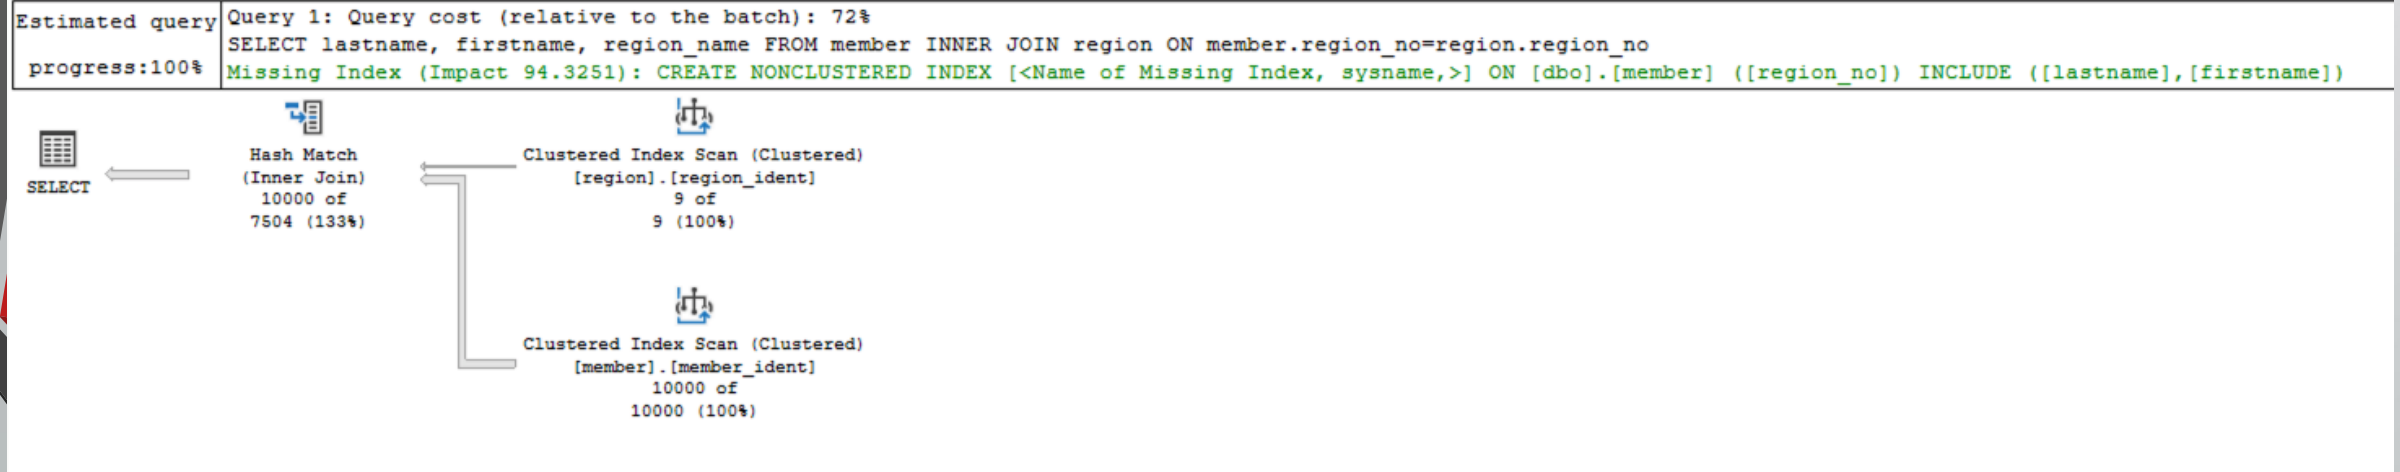 Estimated query
progress:100%
Query 1: Query cost (relative to the batch): 72%
SELECT lastname, firstname, region_name FROM member INNER JOIN region ON member.region_no=region.region_no
Missing Index (Impact 94.3251): CREATE NONCLUSTERED INDEX [<Name of Missing Index, sysname,>] ON [dbo].[member] ([region_no]) INCLUDE ([lastname],[firstname])
SELECT
Hash Match
(Inner Join)
10000 of
7504 (133%)
Clustered Index Scan (Clustered)
[region].[region_ident]
9 of
9 (100%)
Clustered Index Scan (Clustered)
[member].[member_ident]
10000 of
10000 (100%)